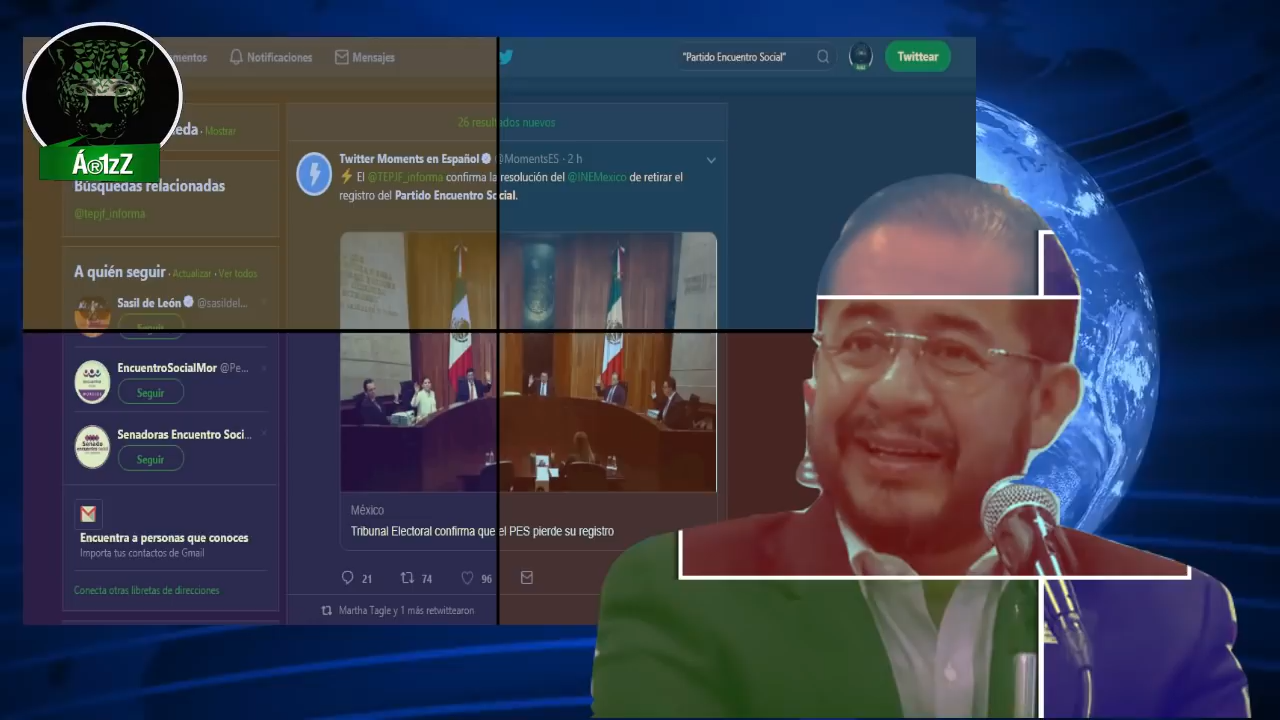 mentos
Notificaciones
Mensajes
"Partido Encuentro Social"
Twittear
eda · Mostrar
Á®1zZ
Búsquedas relacionadas
@tepjf_informa
A quién seguir · Actualizar · Ver todos
Sasil de León @sasildel...
Seguir
EncuentroSocialMor @Pe...
Seguir
Senadoras Encuentro Soci...
Seguir
Encuentra a personas que conoces
Importa tus contactos de Gmail
Conecta otras libretas de direcciones
26 resultados nuevos
Twitter Moments en Español @MomentsES · 2 h
El @TEPJF_informa confirma la resolución del @INEMexico de retirar el
registro del Partido Encuentro Social.
México
Tribunal Electoral confirma que el PES pierde su registro
21 74 96
Martha Tagle y 1 más retwittearon